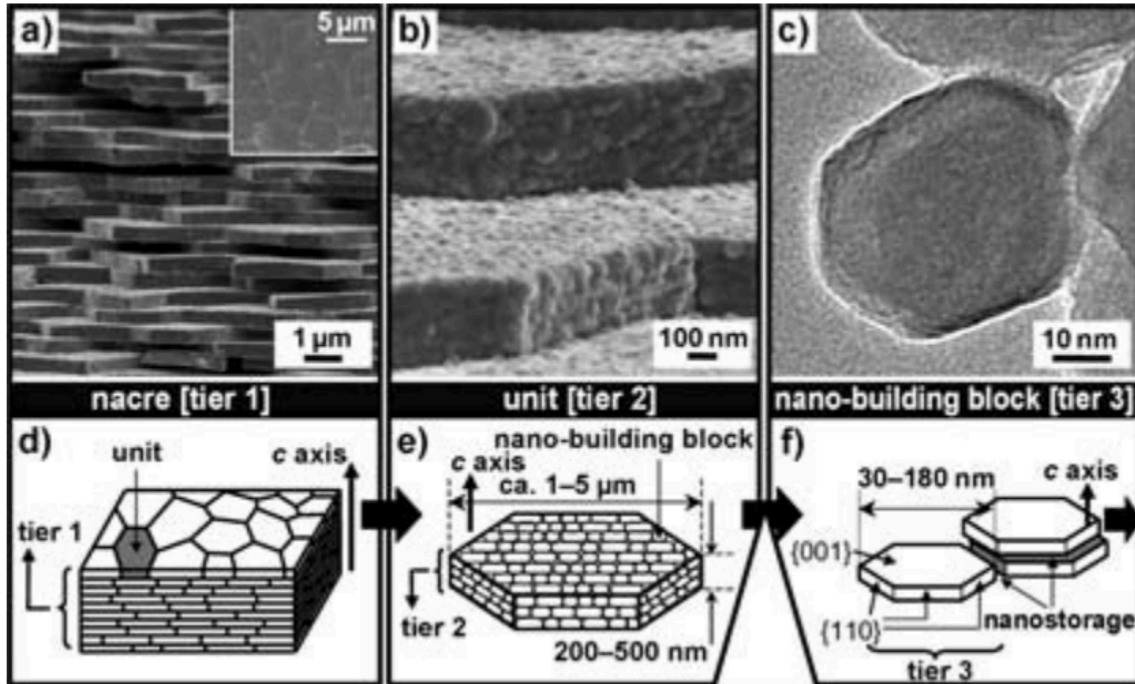 a)
5 µm
1 µm
b)
100 nm
c)
10 nm
nacre [tier 1]
unit [tier 2]
nano-building block [tier 3]
d)
unit
c axis
tier 1
e)
nano-building block
c axis
ca. 1–5 µm
tier 2
200–500 nm
f)
30–180 nm
c axis
{001}
{110}
nanostorage
tier 3